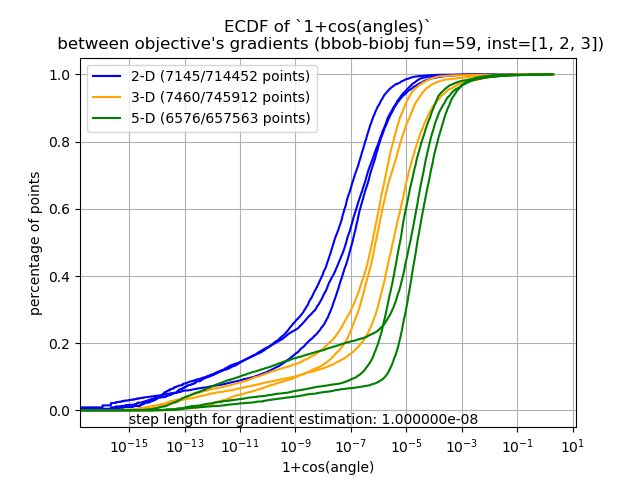 ECDF of `1+cos(angles)`
between objective's gradients (bbob-biobj fun=59, inst=[1, 2, 3])
1.0
0.8
0.6
0.4
0.2
0.0
percentage of points
2-D (7145/714452 points)
3-D (7460/745912 points)
5-D (6576/657563 points)
step length for gradient estimation: 1.000000e-08
10⁻¹⁵ 10⁻¹³ 10⁻¹¹ 10⁻⁹ 10⁻⁷ 10⁻⁵ 10⁻³ 10⁻¹ 10¹
1+cos(angle)